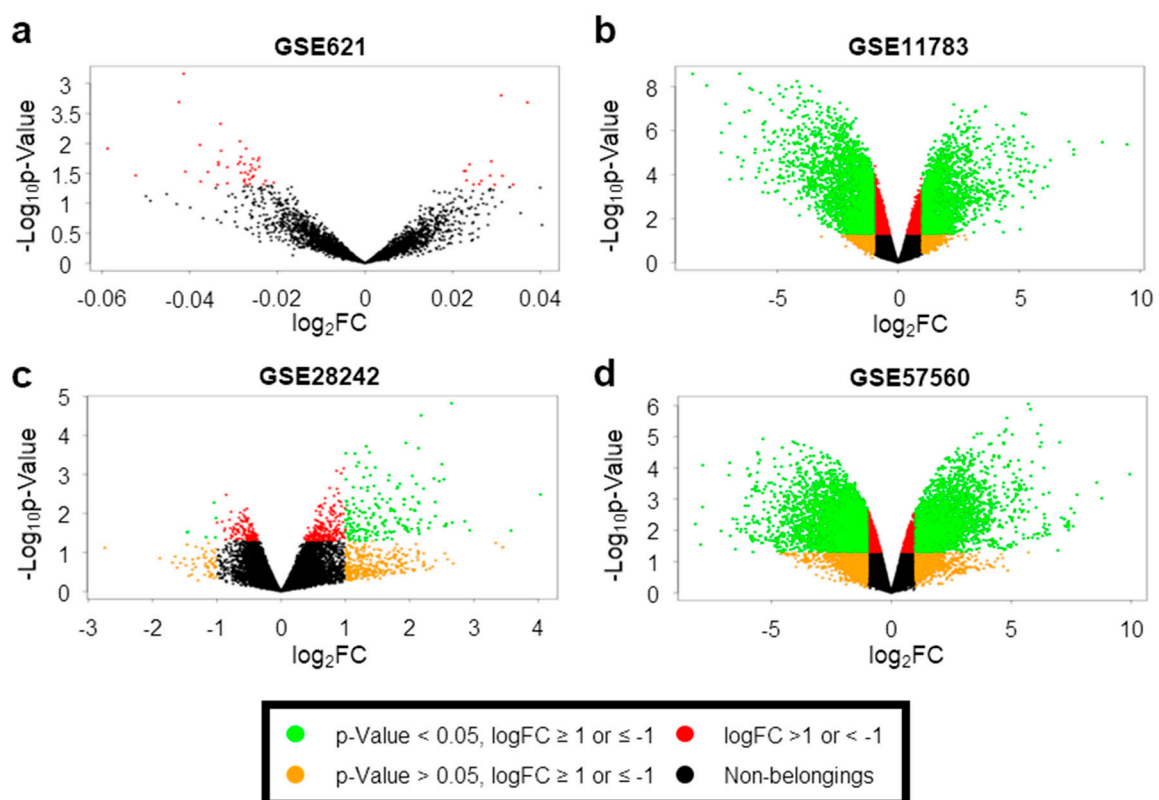 a
GSE621
3
3.5
2
1.5
1
0.5
0
-Log10p-Value
-0.06
-0.04
-0.02
0
0.02
0.04
log2FC
b
GSE11783
8
6
4
2
0
-Log10p-Value
-5
0
5
10
log2FC
c
GSE28242
5
4
3
2
1
0
-Log10p-Value
-3
-2
-1
0
1
2
3
4
log2FC
d
GSE57560
6
5
4
3
2
1
0
-Log10p-Value
-5
0
5
10
log2FC
p-Value < 0.05, logFC ≥ 1 or ≤ -1
logFC >1 or < -1
p-Value > 0.05, logFC ≥ 1 or ≤ -1
Non-belongings